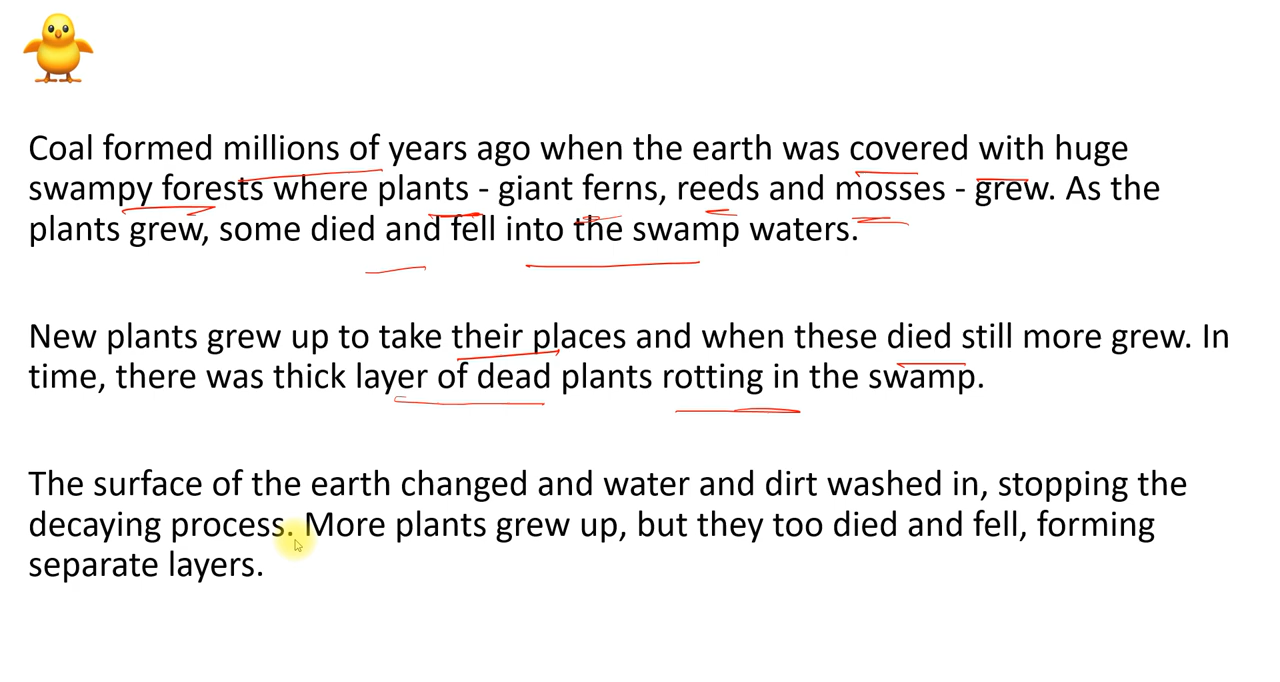 Coal formed millions of years ago when the earth was covered with huge
swampy forests where plants - giant ferns, reeds and mosses - grew. As the
plants grew, some died and fell into the swamp waters.
New plants grew up to take their places and when these died still more grew. In
time, there was thick layer of dead plants rotting in the swamp.
The surface of the earth changed and water and dirt washed in, stopping the
decaying process. More plants grew up, but they too died and fell, forming
separate layers.